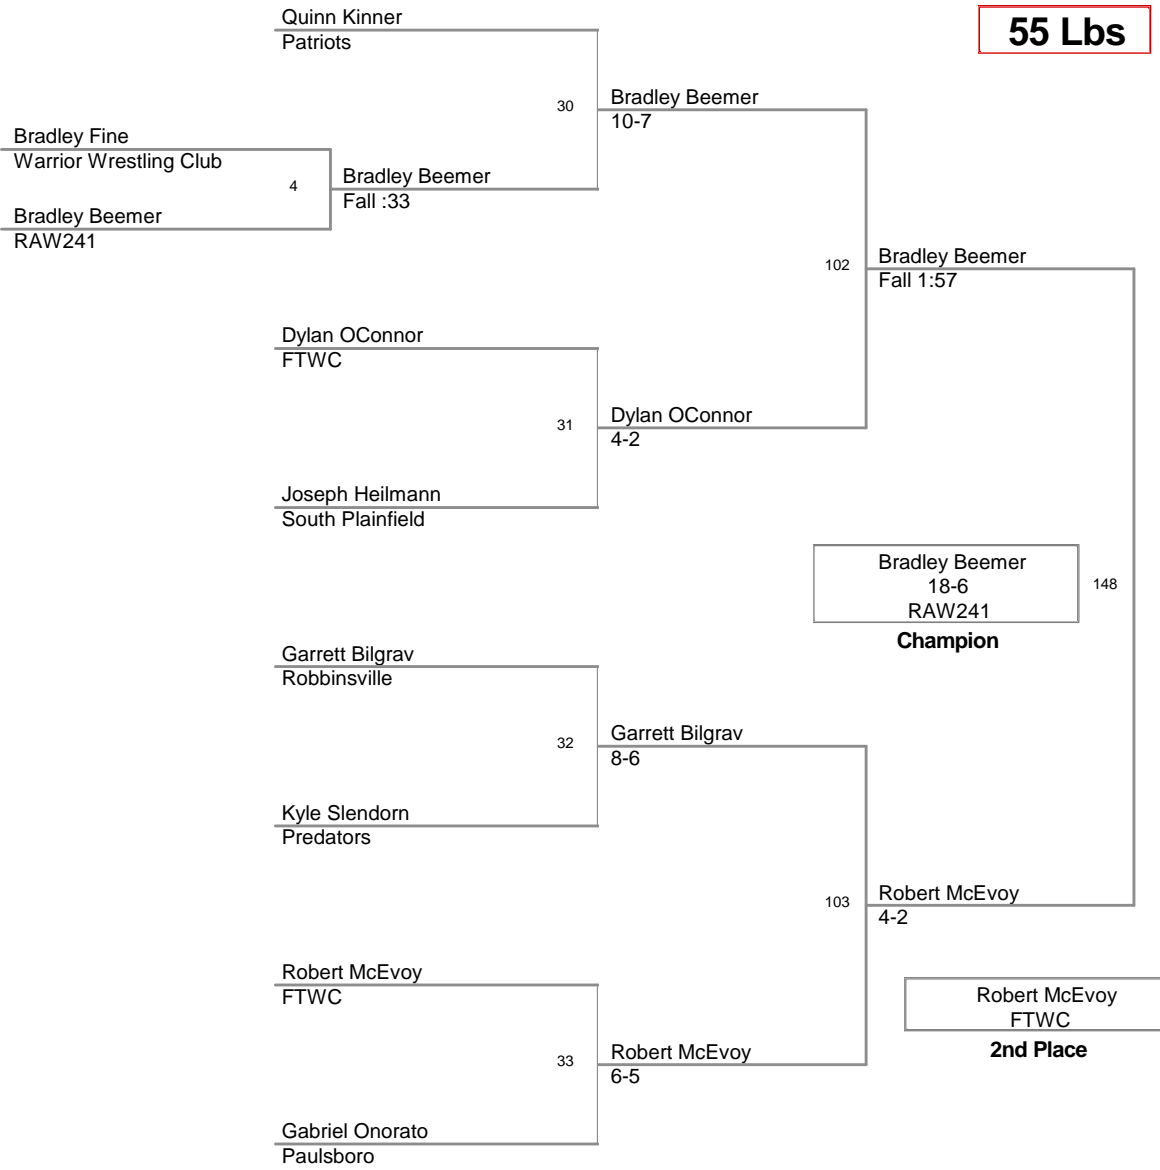 Quinn Kinner
Patriots
55 Lbs
30
Bradley Beemer
10-7
Bradley Fine
Warrior Wrestling Club
4
Bradley Beemer
Fall :33
Bradley Beemer
RAW241
102
Bradley Beemer
Fall 1:57
Dylan OConnor
FTWC
31
Dylan OConnor
4-2
Joseph Heilmann
South Plainfield
Bradley Beemer
18-6
RAW241
Champion
148
Garrett Bilgrav
Robbinsville
32
Garrett Bilgrav
8-6
Kyle Slendorn
Predators
103
Robert McEvoy
4-2
Robert McEvoy
FTWC
Robert McEvoy
FTWC
2nd Place
33
Robert McEvoy
6-5
Gabriel Onorato
Paulsboro